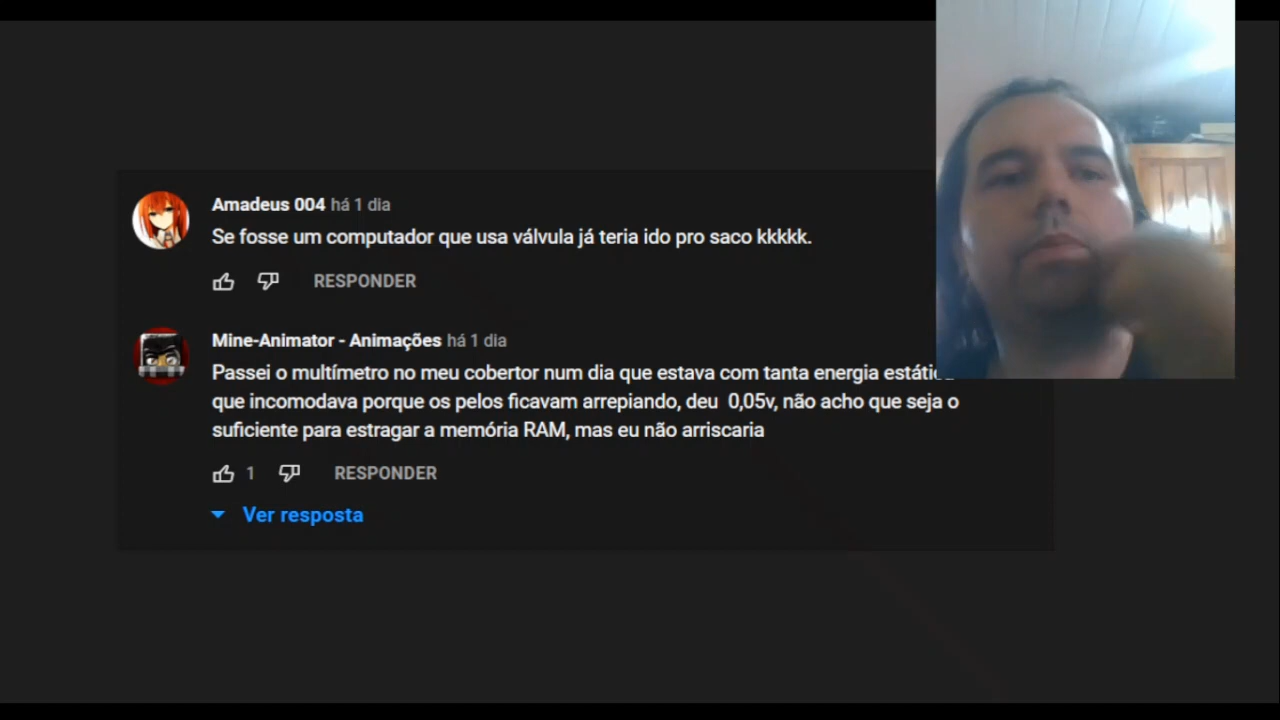 Amadeus 004 há 1 dia
Se fosse um computador que usa válvula já teria ido pro saco kkkkk.
RESPONDER
Mine-Animator - Animações há 1 dia
Passei o multímetro no meu cobertor num dia que estava com tanta energia estática
que incomodava porque os pelos ficavam arrepiando, deu 0,05v, não acho que seja o
suficiente para estragar a memória RAM, mas eu não arriscaria
1 RESPONDER
Ver resposta